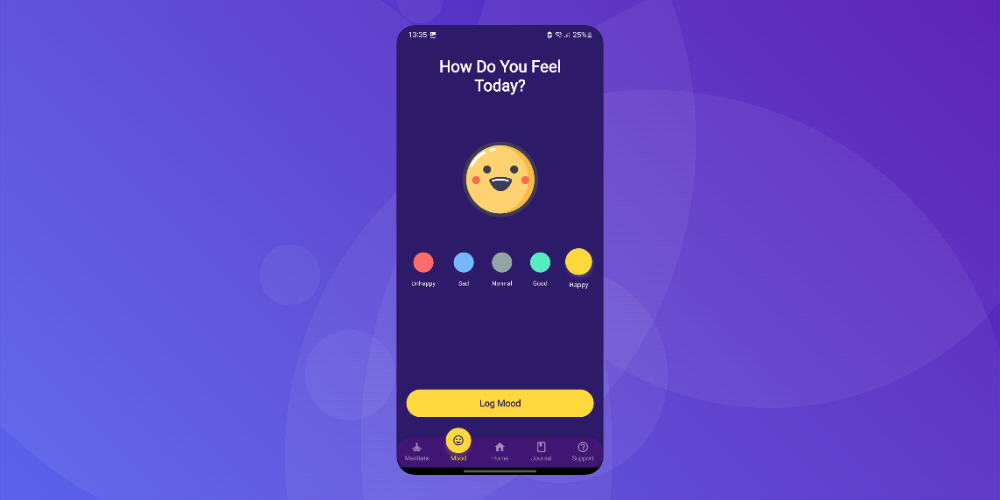 13:35
25%
How Do You Feel
Today?
Unhappy
Sad
Normal
Good
Happy
Log Mood
Meditate
Mood
Home
Journal
Support